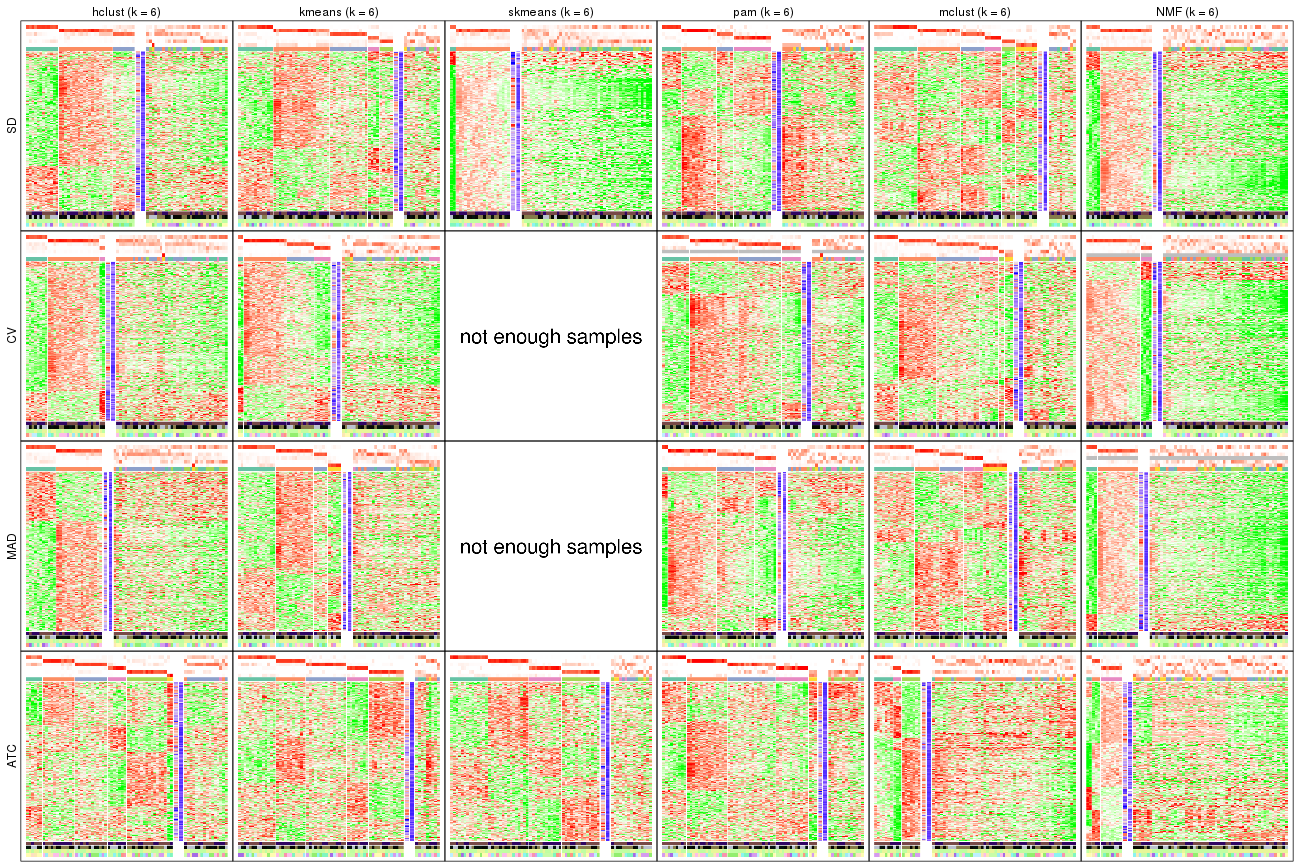 hclust (k = 6) kmeans (k = 6) skmeans (k = 6) pam (k = 6) mclust (k = 6) NMF (k = 6)
SD
CV
not enough samples
MAD
not enough samples
ATC